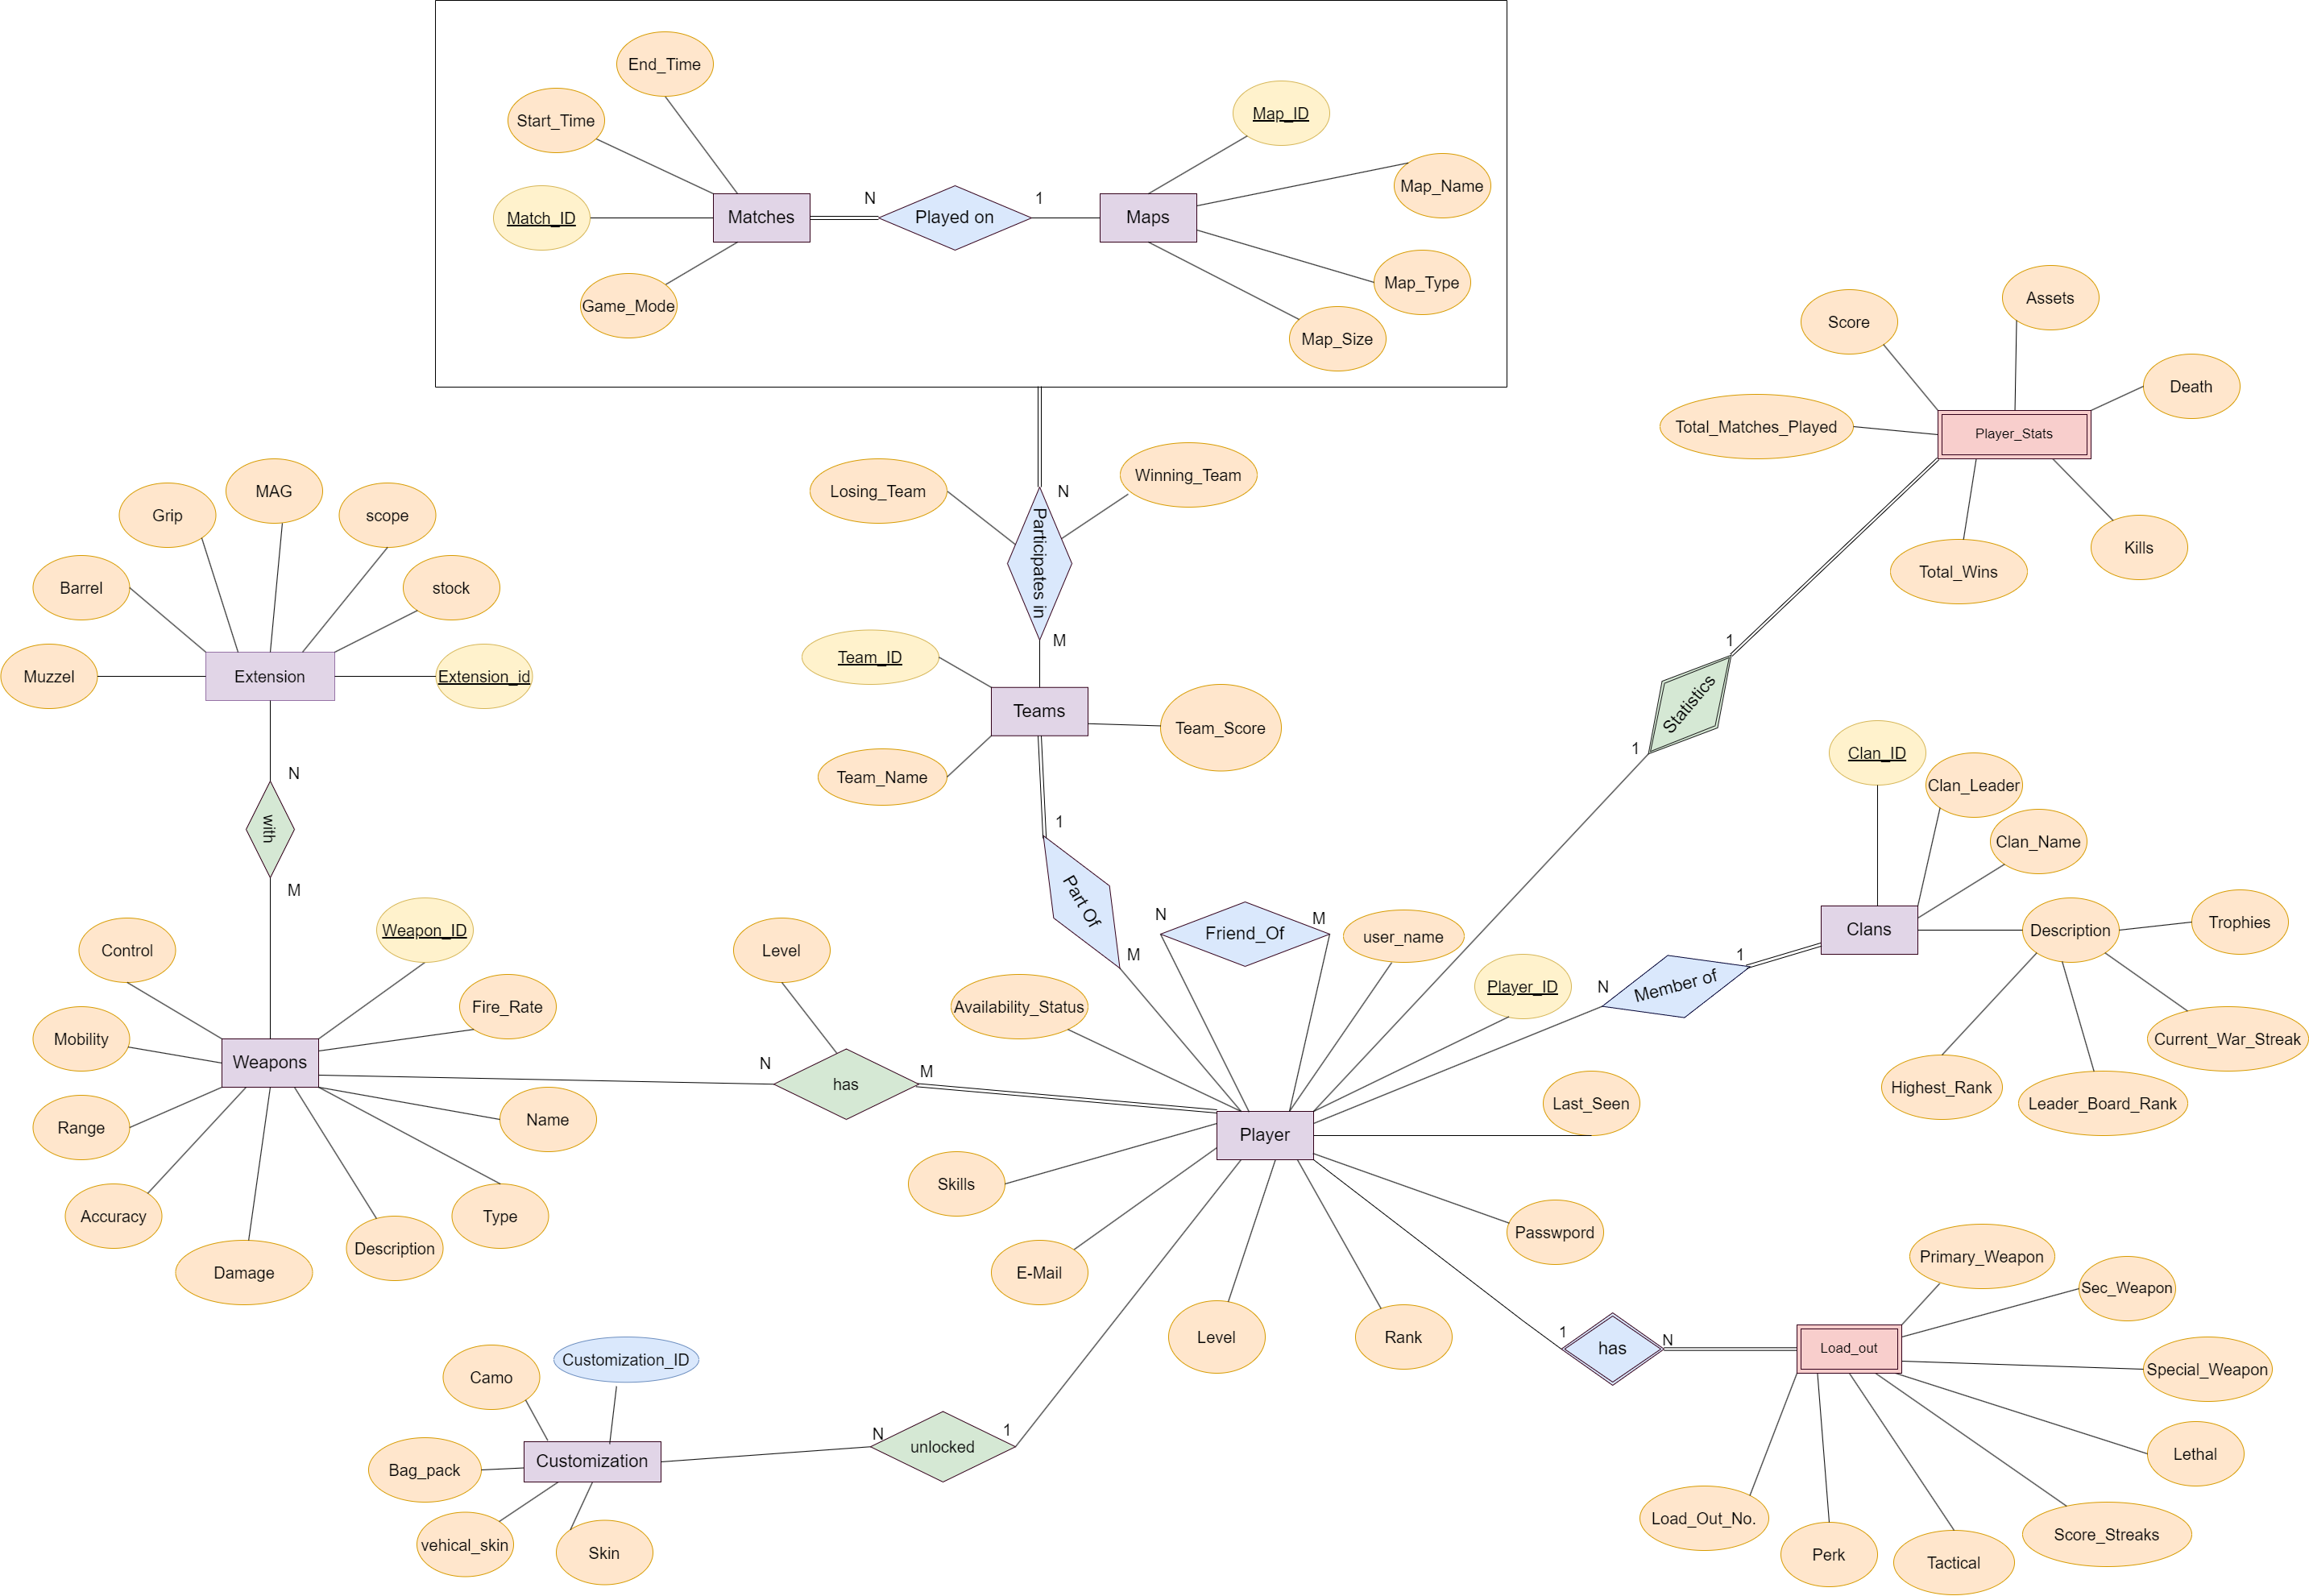 End_Time
Start_Time
Match_ID
Game_Mode
Matches
N
Played on
1
Maps
Map_ID
Map_Name
Map_Type
Map_Size
Score
Assets
Death
Total_Matches_Played
Player_Stats
Total_Wins
Kills
Losing_Team
Winning_Team
N
Participates in
M
Team_ID
Teams
Team_Score
Team_Name
1
Part Of
M
MAG
Grip
scope
Barrel
stock
Muzzel
Extension
Extension_id
N
with
M
1
Statistics
1
Clan_ID
Clan_Leader
Clan_Name
Clans
Description
Trophies
Current_War_Streak
Leader_Board_Rank
Highest_Rank
1
Member of
N
N
Friend_Of
M
user_name
Player_ID
Availability_Status
Last_Seen
Player
Skills
E-Mail
Level
Rank
Passwpord
Control
Weapon_ID
Mobility
Fire_Rate
Weapons
Range
Name
Accuracy
Type
Description
Damage
Level
N
has
M
Camo
Customization_ID
Customization
Bag_pack
vehical_skin
Skin
N
unlocked
1
1
has
N
Load_out
Primary_Weapon
Sec_Weapon
Special_Weapon
Lethal
Score_Streaks
Tactical
Perk
Load_Out_No.